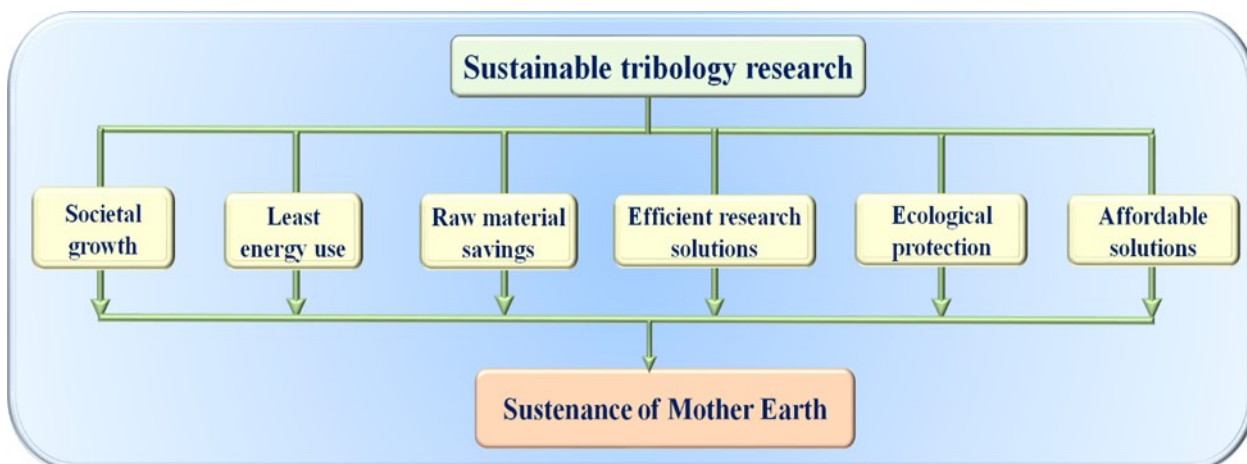 Sustainable tribology research
Societal
growth
Least
energy use
Raw material
savings
Efficient research
solutions
Ecological
protection
Affordable
solutions
Sustenance of Mother Earth